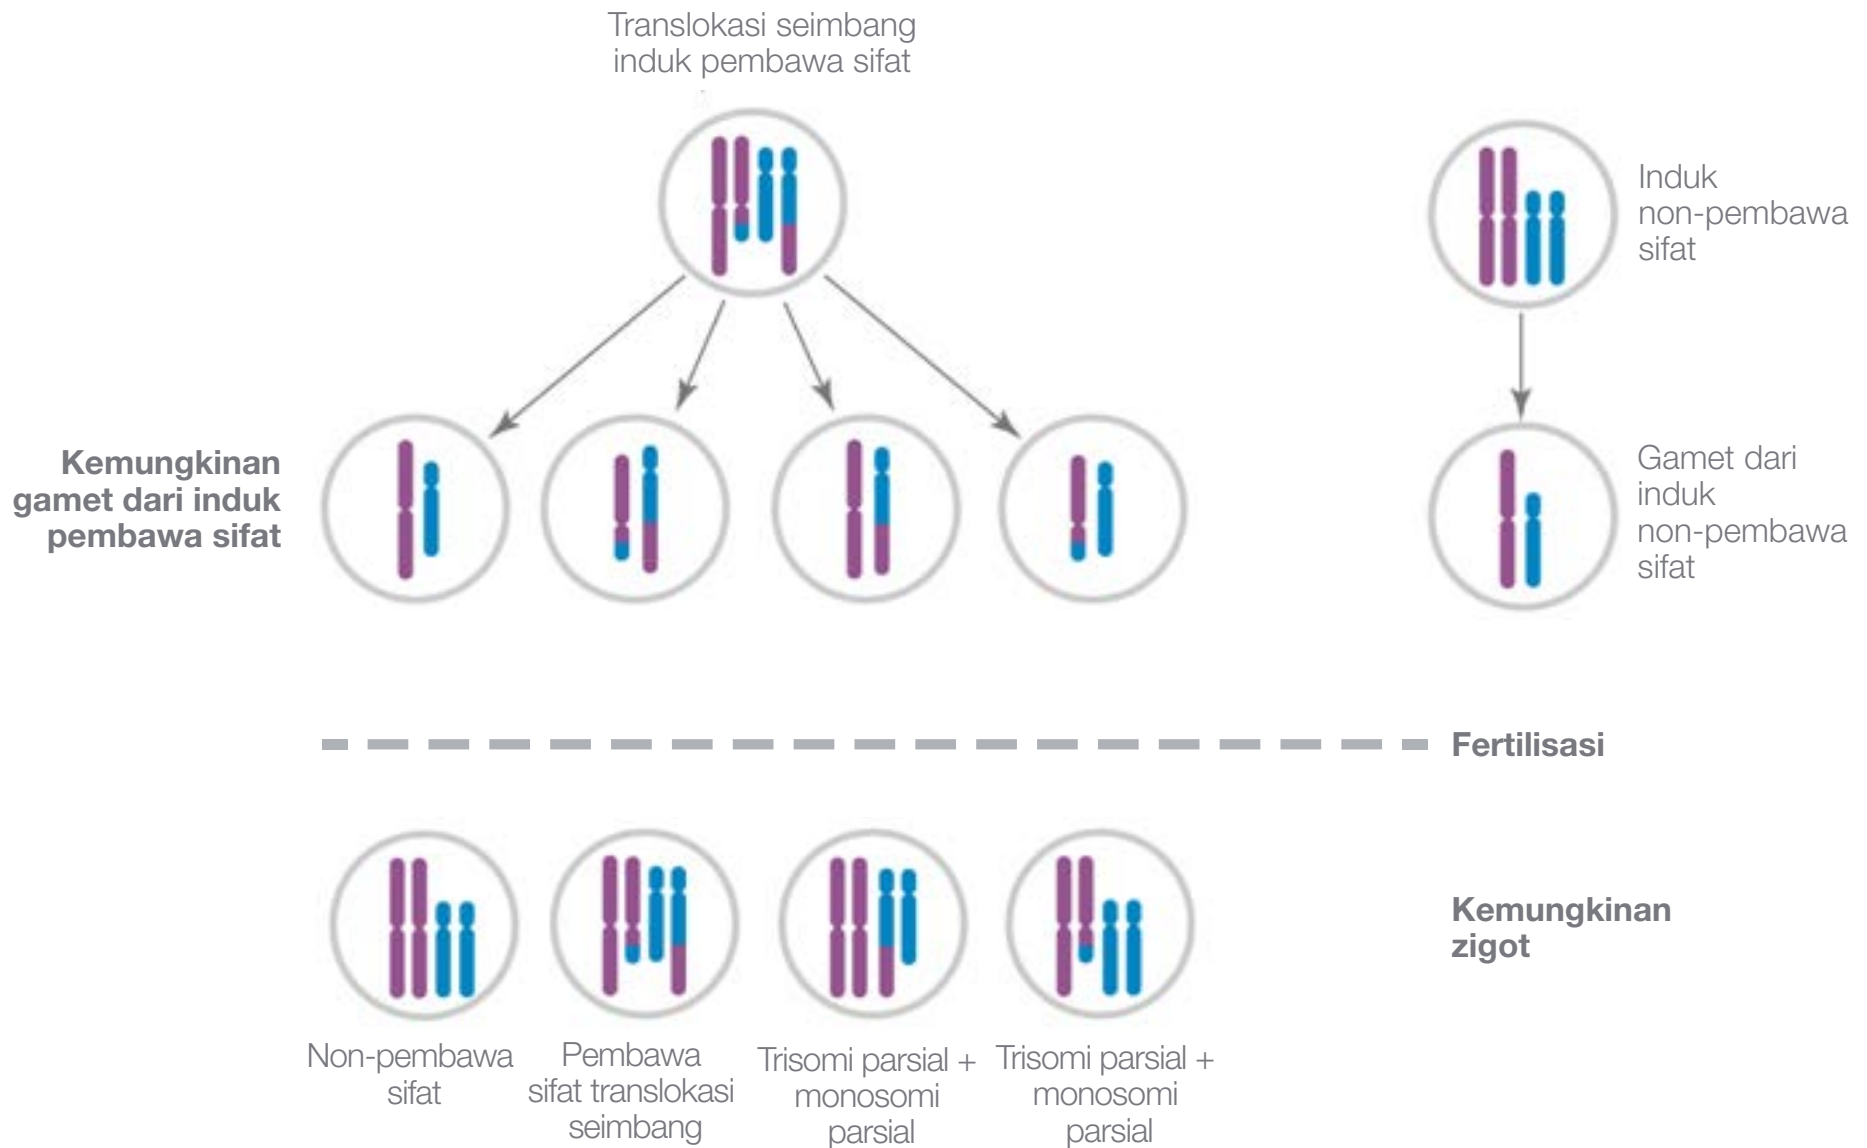 Translokasi seimbang
induk pembawa sifat
Induk
non-pembawa
sifat
Kemungkinan
gamet dari induk
pembawa sifat
Gamet dari
induk
non-pembawa
sifat
Fertilisasi
Kemungkinan
zigot
Non-pembawa
sifat
Pembawa
sifat translokasi
seimbang
Trisomi parsial +
monosomi
parsial
Trisomi parsial +
monosomi
parsial